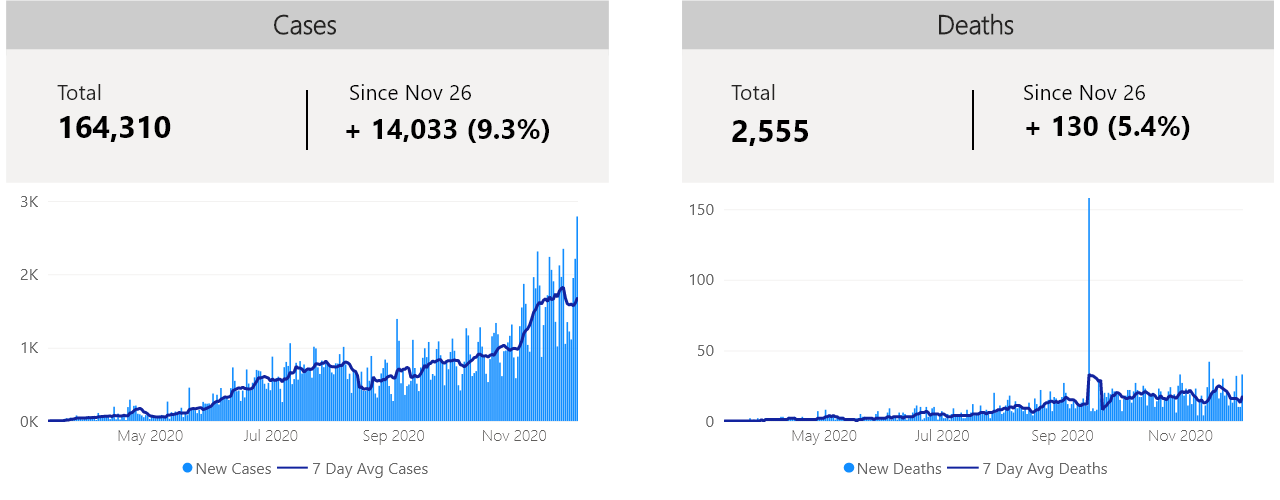 Cases
Total
164,310
Since Nov 26
+ 14,033 (9.3%)
3K
2K
1K
0K
May 2020
Jul 2020
Sep 2020
Nov 2020
New Cases
7 Day Avg Cases
Deaths
Total
2,555
Since Nov 26
+ 130 (5.4%)
150
100
50
0
May 2020
Jul 2020
Sep 2020
Nov 2020
New Deaths
7 Day Avg Deaths